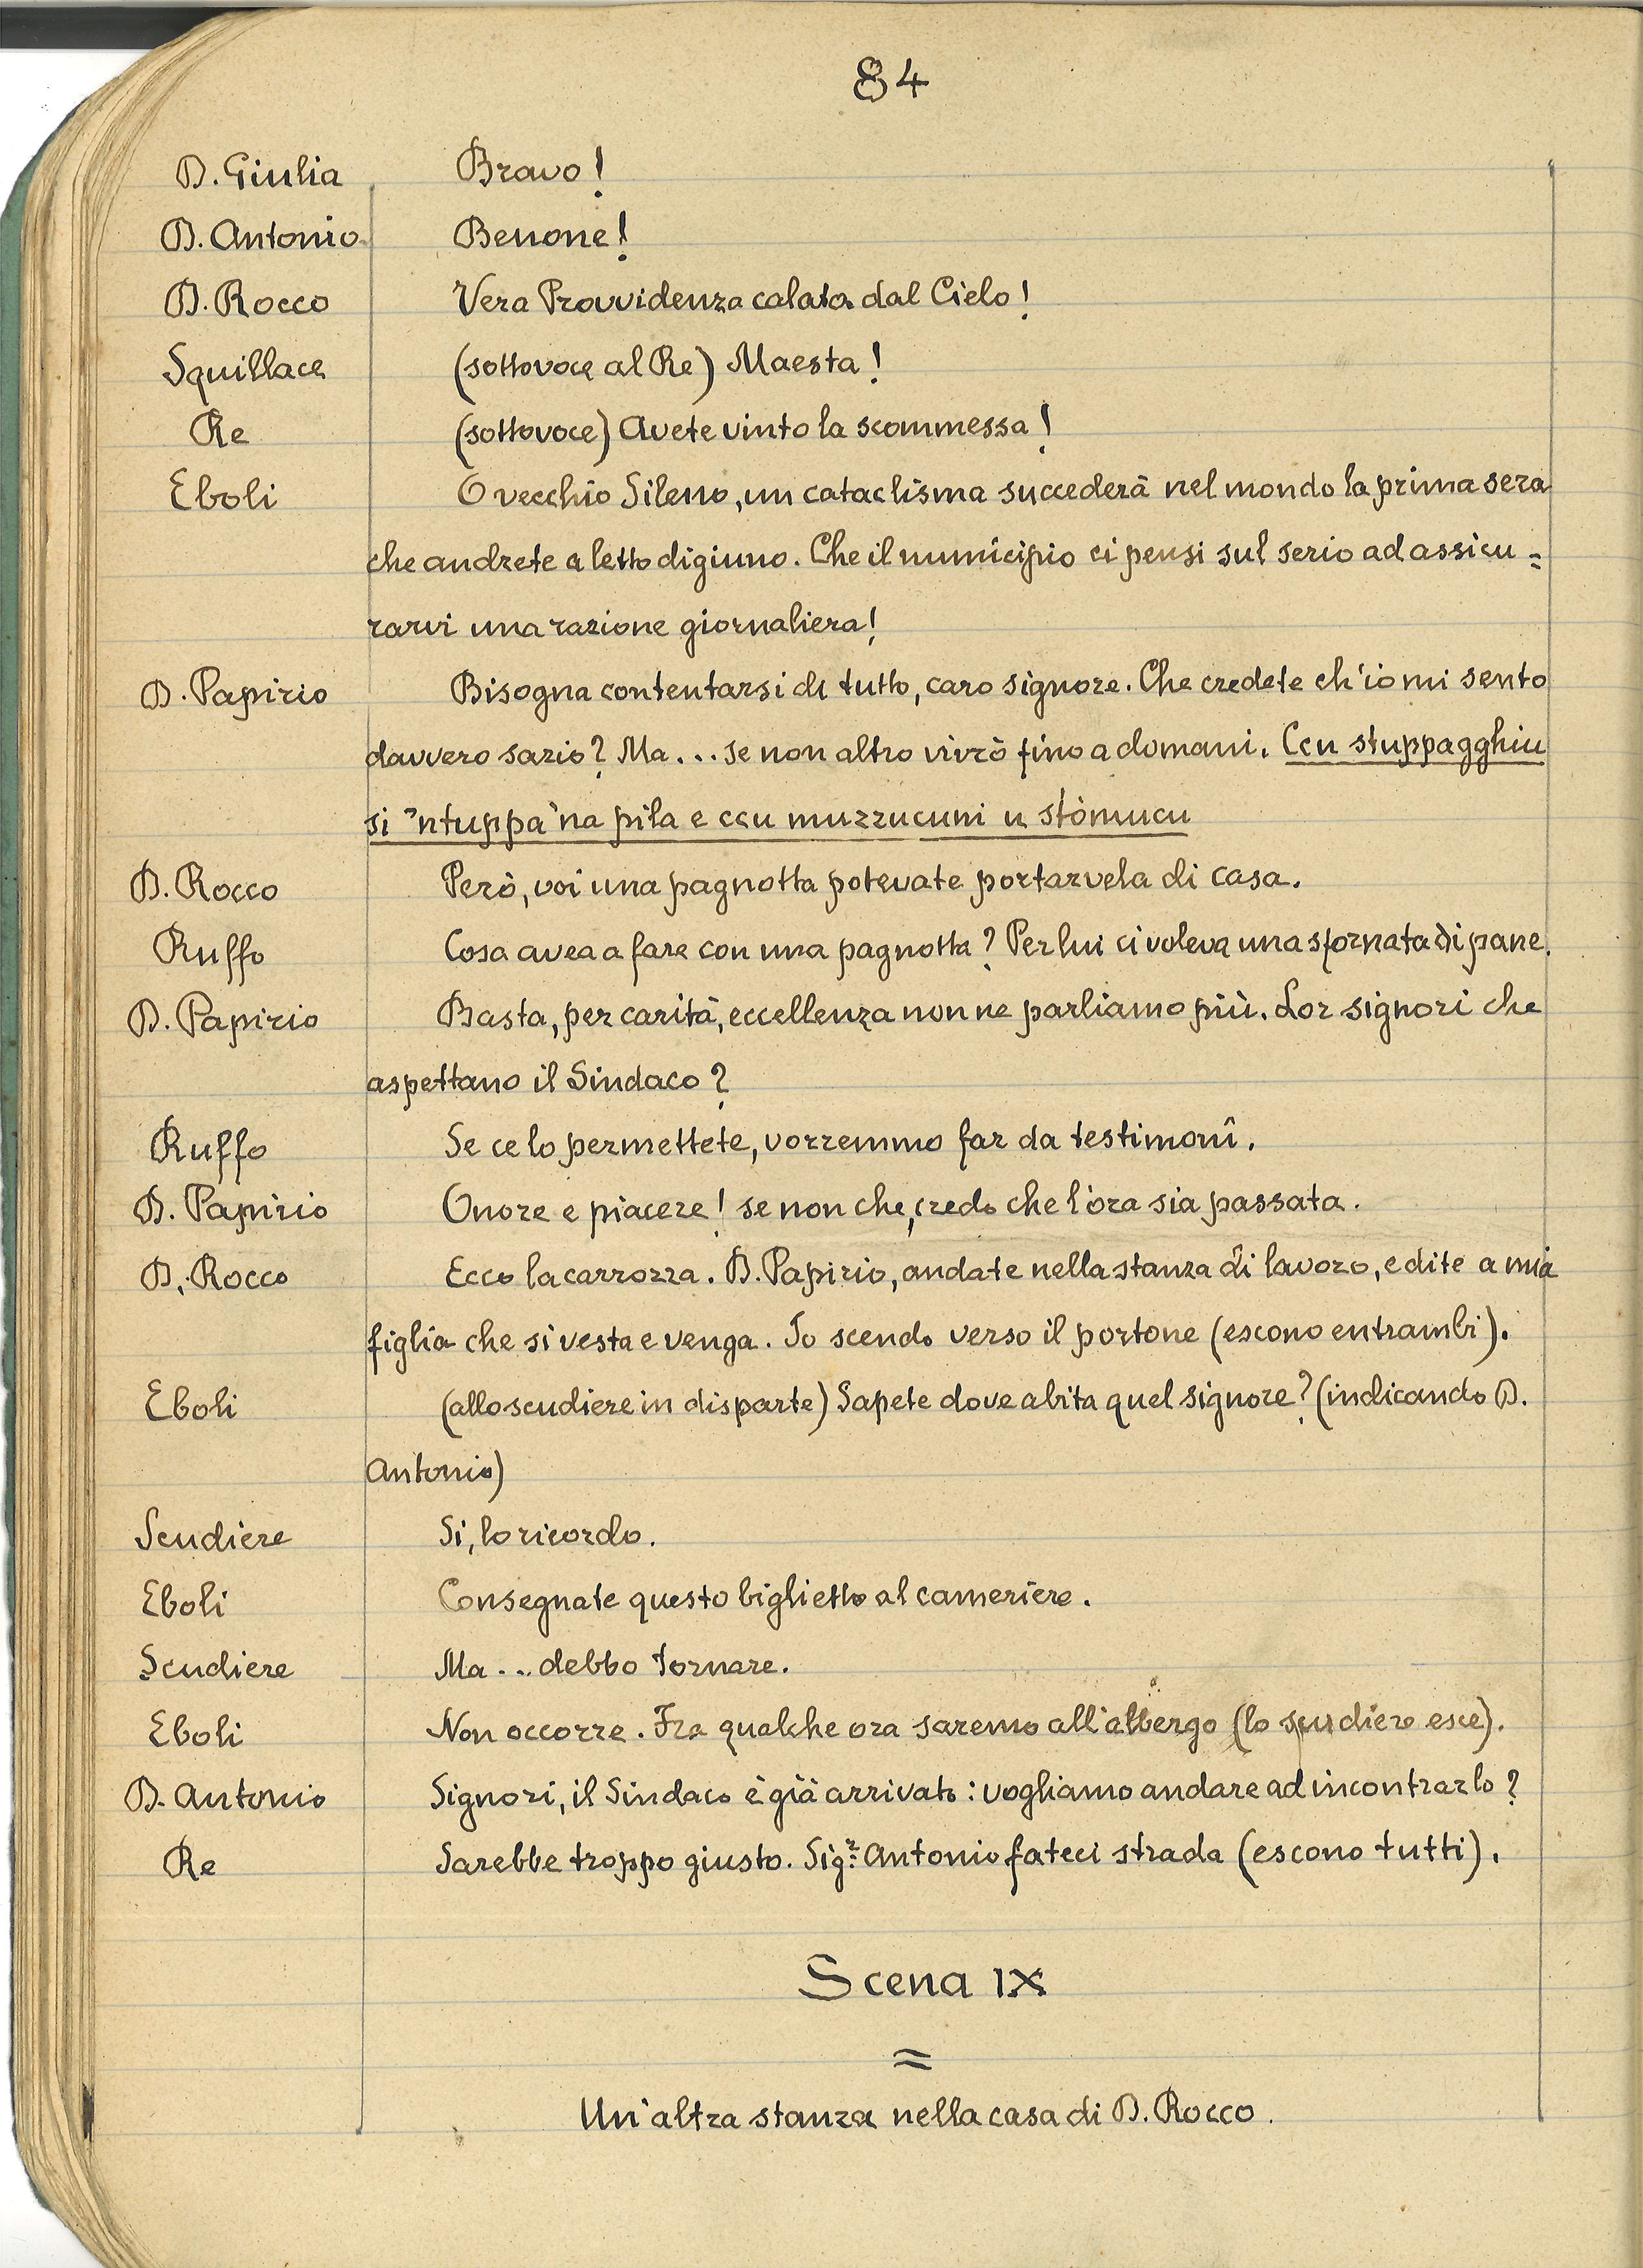 84
D. Giulia Bravo!
D. Antonio Benone!
D. Rocco Vera Provvidenza calata dal Cielo!
Squillace (sottovoce al Re) Maesta!
Re (sottovoce) Avete vinto la scommessa!
Eboli O vecchio Sileno, un cataclisma succederà nel mondo la prima sera
che andrete a letto digiuno. Che il municipio ci pensi sul serio ad assicu=
rarvi una razione giornaliera!
D. Papirio Bisogna contentarsi di tutto, caro signore. Che credete ch'io mi sento
davvero sazio? Ma... se non altro vivrò fino a domani. Ccu stuppagghiu
si 'ntuppa 'na pila e ccu muzzucuni u stòmucu
D. Rocco Però, voi una pagnotta potevate portarvela di casa.
Ruffo Cosa avea a fare con una pagnotta? Per lui ci voleva una sfornata di pane.
D. Papirio Basta, per carità, eccellenza non ne parliamo più. Lor signori che
aspettano il Sindaco?
Ruffo Se ce lo permettete, vorremmo far da testimonî.
D. Papirio Onore e piacere! se non che, credo che l'ora sia passata.
D. Rocco Ecco la carrozza. D. Papirio, andate nella stanza di lavoro, e dite a mia
figlia che si vesta e venga. Io scendo verso il portone (escono entrambi).
Eboli (allo scudiere in disparte) Sapete dove abita quel signore? (indicando D.
Antonio)
Scudiere Si, lo ricordo.
Eboli Consegnate questo biglietto al cameriere.
Scudiere Ma... debbo tornare.
Eboli Non occorre. Fra qualche ora saremo all'albergo (lo scudiere esce).
D. Antonio Signori, il Sindaco è già arrivato: vogliamo andare ad incontrarlo?
Re Sarebbe troppo giusto. Sig.r Antonio fateci strada (escono tutti).
Scena IX
=
Un'altra stanza nella casa di D. Rocco.